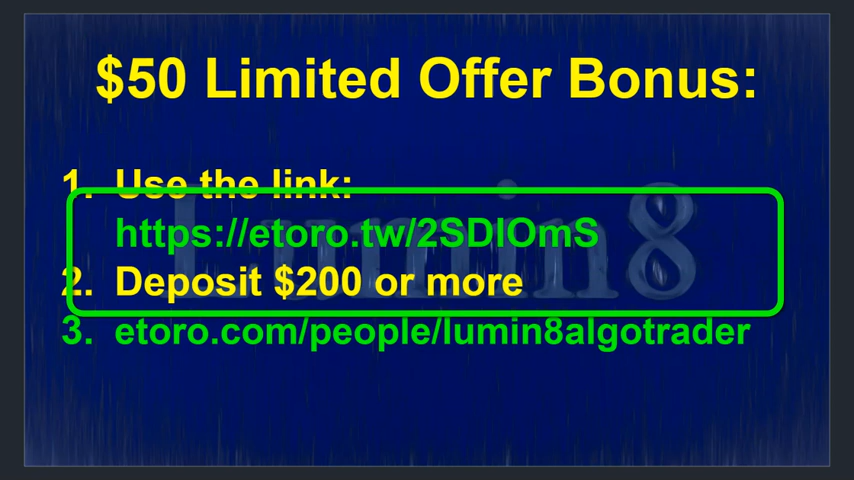 $50 Limited Offer Bonus:
1. Use the link:
https://etoro.tw/2SDIOmS
2. Deposit $200 or more
3. etoro.com/people/lumin8algotrader
Lumin8